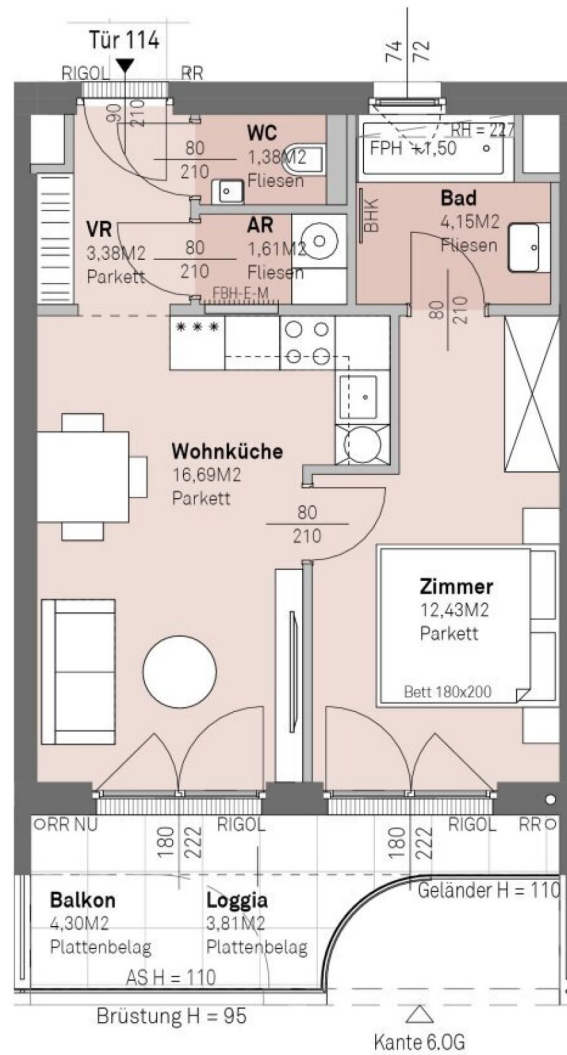 Tür 114
RIGOL
RR
74
72
90
210
WC
1,38M2
Fliesen
80
210
RH = 227
FPH +1,50
Bad
4,15M2
Fliesen
BHK
VR
3,38M2
Parkett
AR
1,61M2
Fliesen
80
210
FBH-E-M
80
210
***
Wohnküche
16,69M2
Parkett
80
210
Zimmer
12,43M2
Parkett
Bett 180x200
RR NU
180
222
RIGOL
180
222
RIGOL
RR
Balkon
4,30M2
Plattenbelag
Loggia
3,81M2
Plattenbelag
Geländer H = 110
AS H = 110
Brüstung H = 95
Kante 6.OG